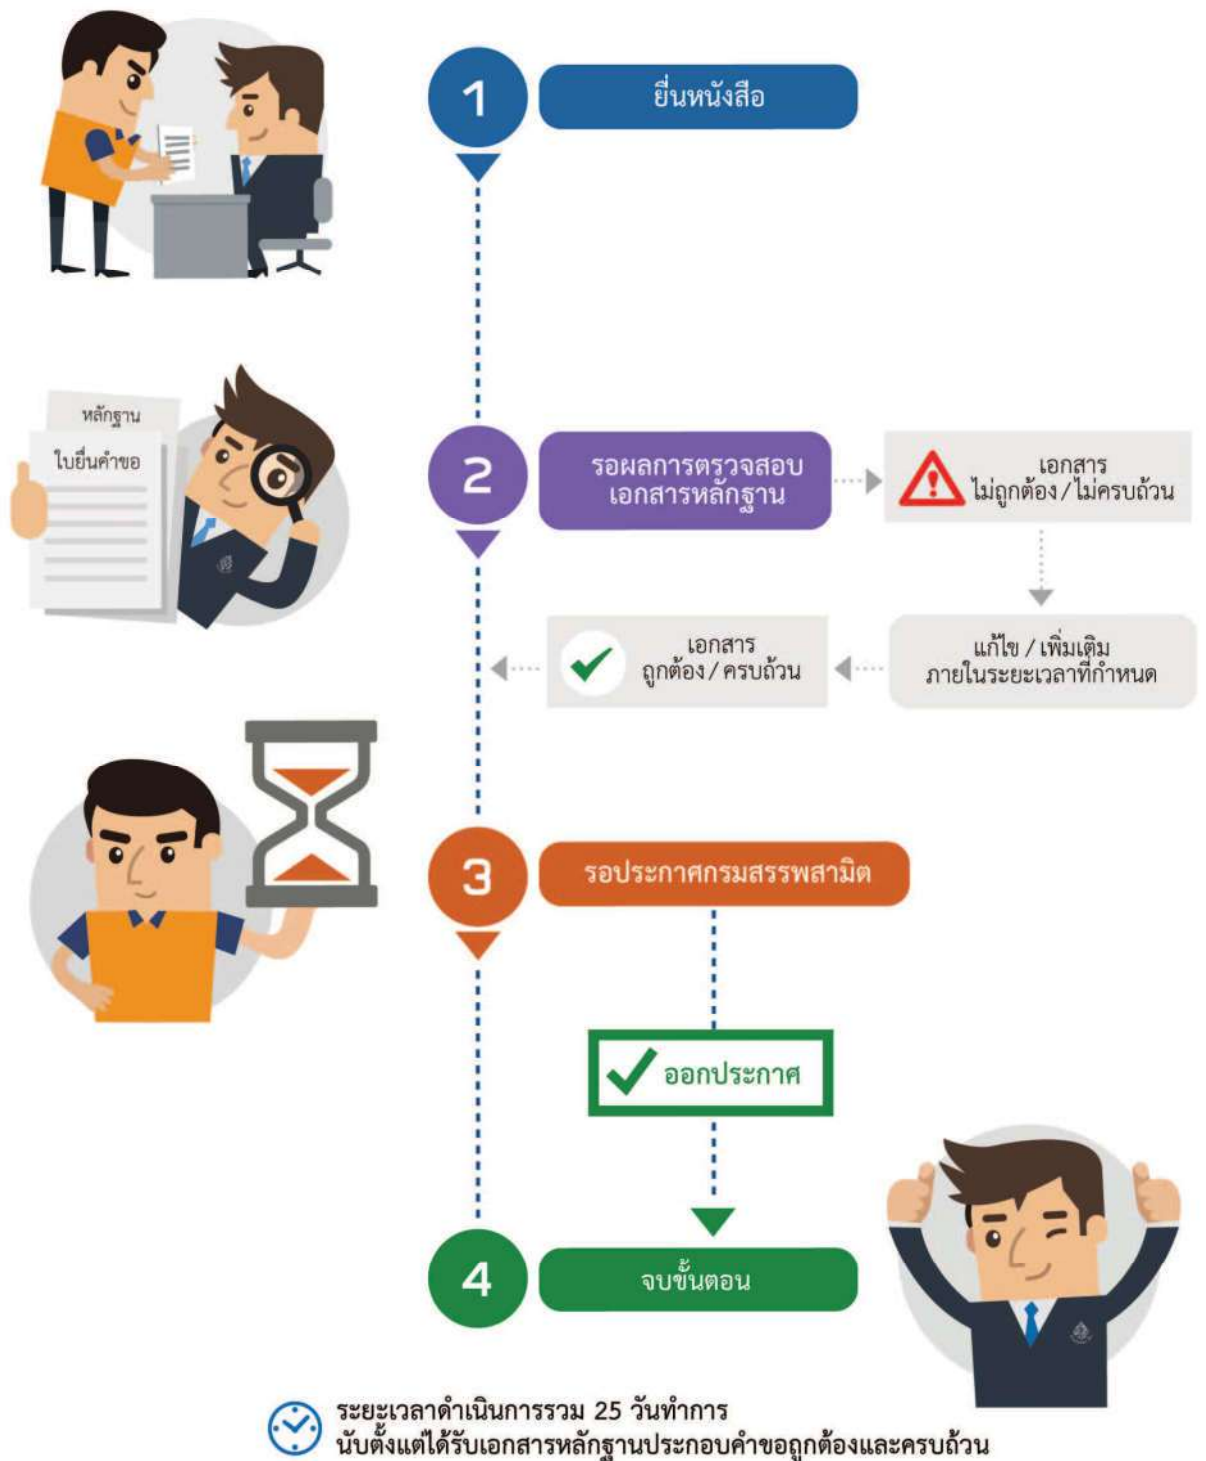 1
ยื่นหนังสือ
หลักฐาน
ใบยื่นคำขอ
2
รอผลการตรวจสอบ
เอกสารหลักฐาน
เอกสาร
ไม่ถูกต้อง / ไม่ครบถ้วน
แก้ไข / เพิ่มเติม
ภายในระยะเวลาที่กำหนด
เอกสาร
ถูกต้อง / ครบถ้วน
3
รอประกาศกรมสรรพสามิต
ออกประกาศ
4
จบขั้นตอน
ระยะเวลาดำเนินการรวม 25 วันทำการ
นับตั้งแต่ได้รับเอกสารหลักฐานประกอบคำขอถูกต้องและครบถ้วน